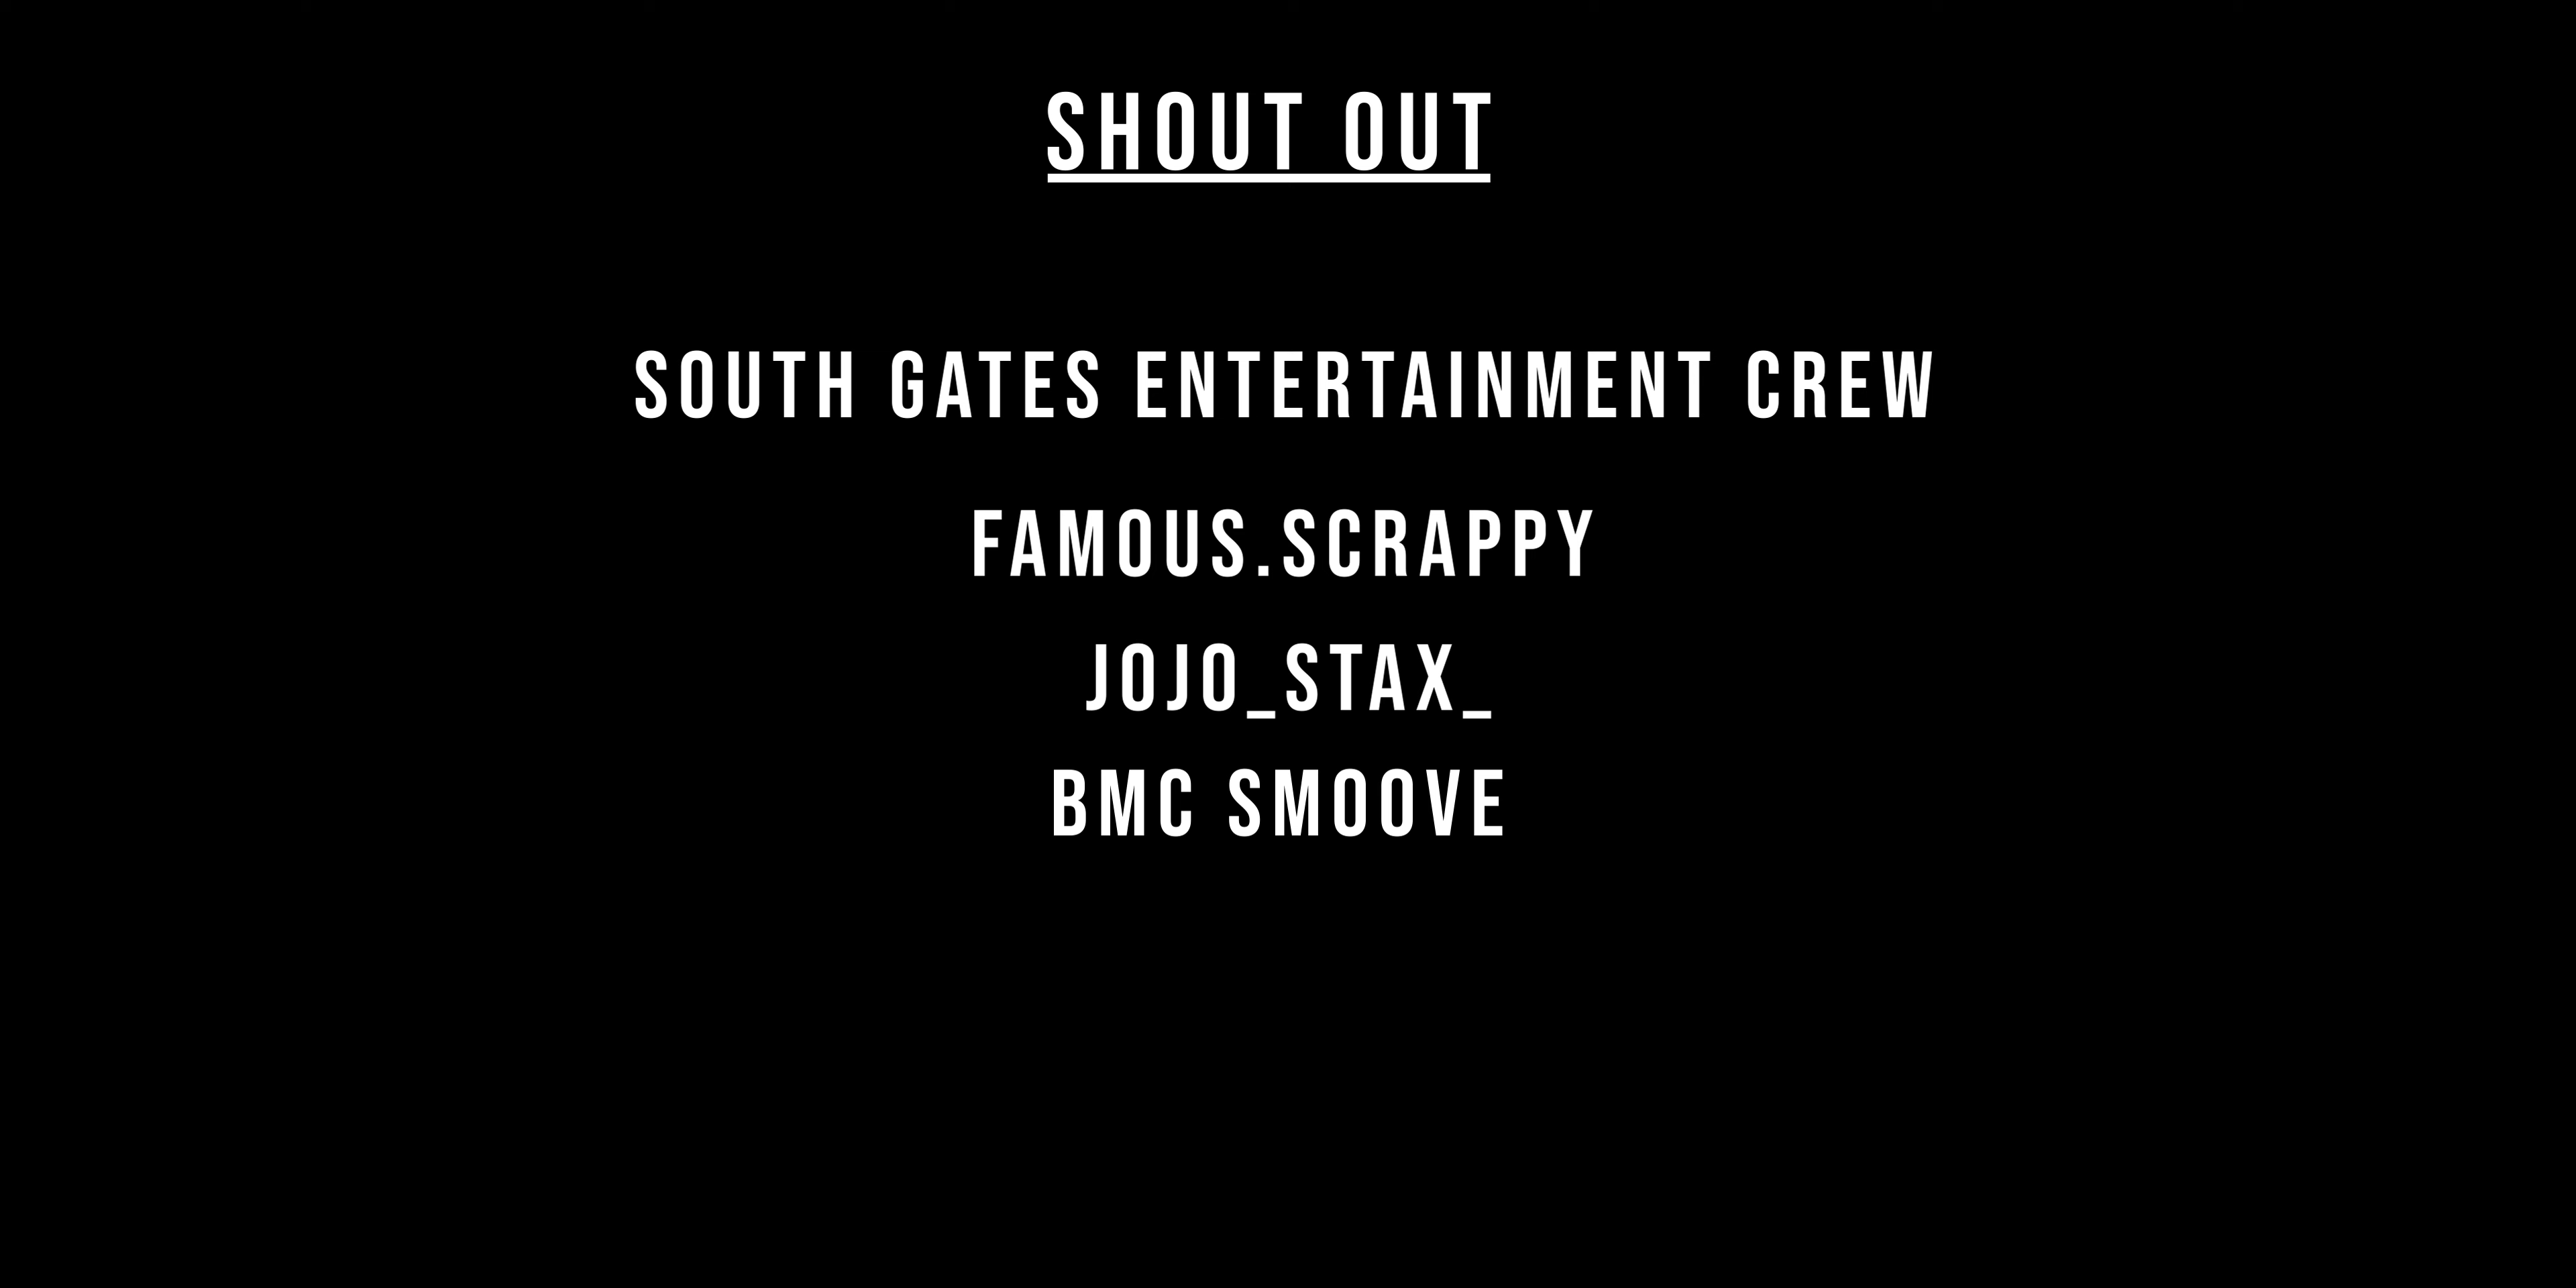 SHOUT OUT
SOUTH GATES ENTERTAINMENT CREW
FAMOUS.SCRAPPY
JOJO_STAX_
BMC SMOOVE